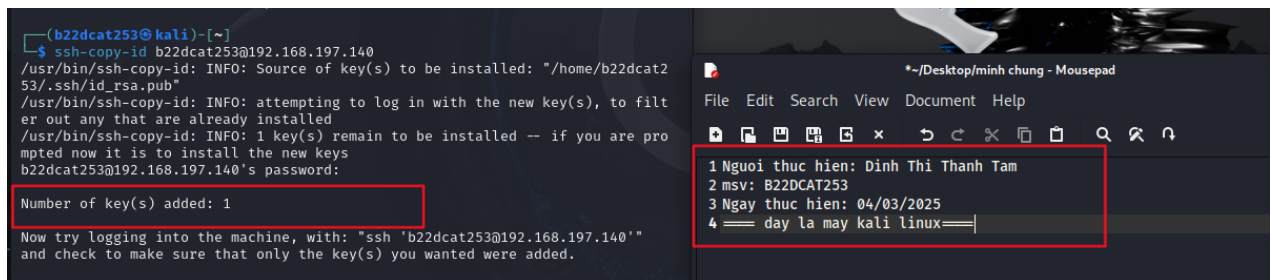 ┌──(b22dcat253㉿kali)-[~]
└─$ ssh-copy-id b22dcat253@192.168.197.140
/usr/bin/ssh-copy-id: INFO: Source of key(s) to be installed: "/home/b22dcat2
53/.ssh/id_rsa.pub"
/usr/bin/ssh-copy-id: INFO: attempting to log in with the new key(s), to filt
er out any that are already installed
/usr/bin/ssh-copy-id: INFO: 1 key(s) remain to be installed -- if you are pro
mpted now it is to install the new keys
b22dcat253@192.168.197.140's password:
Number of key(s) added: 1
Now try logging into the machine, with: "ssh 'b22dcat253@192.168.197.140'"
and check to make sure that only the key(s) you wanted were added.
*~/Desktop/minh chung - Mousepad
File Edit Search View Document Help
1 Nguoi thuc hien: Dinh Thi Thanh Tam
2 msv: B22DCAT253
3 Ngay thuc hien: 04/03/2025
4 ==== day la may kali linux====